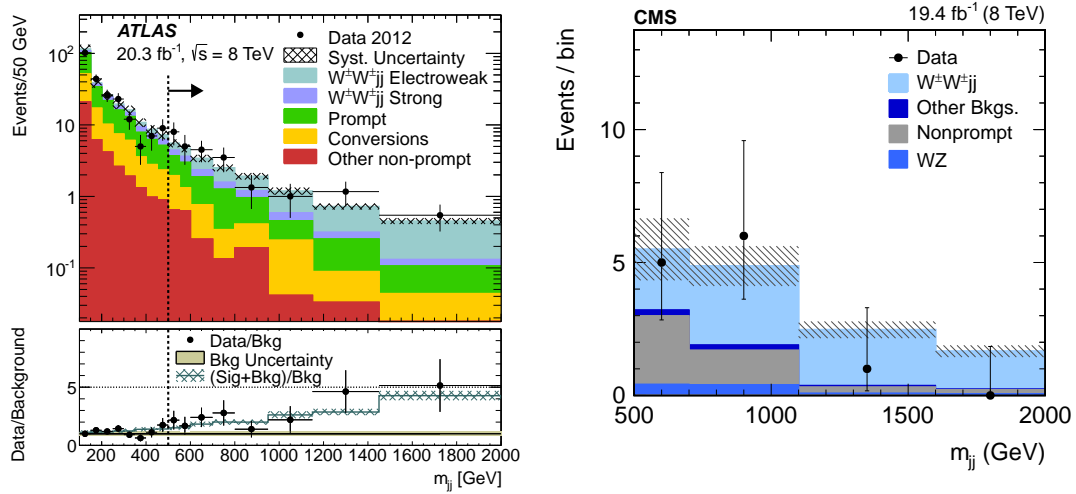 ATLAS
20.3 fb-1, √s = 8 TeV
Data 2012
Syst. Uncertainty
W±W±jj Electroweak
W±W±jj Strong
Prompt
Conversions
Other non-prompt
Events/50 GeV
10²
10
1
10⁻¹
Data/Bkg
Bkg Uncertainty
(Sig+Bkg)/Bkg
Data/Background
5
0
200 400 600 800 1000 1200 1400 1600 1800 2000
mjj [GeV]
CMS
19.4 fb-1 (8 TeV)
Data
W±W±jj
Other Bkgs.
Nonprompt
WZ
Events / bin
10
5
0
500 1000 1500 2000
mjj (GeV)